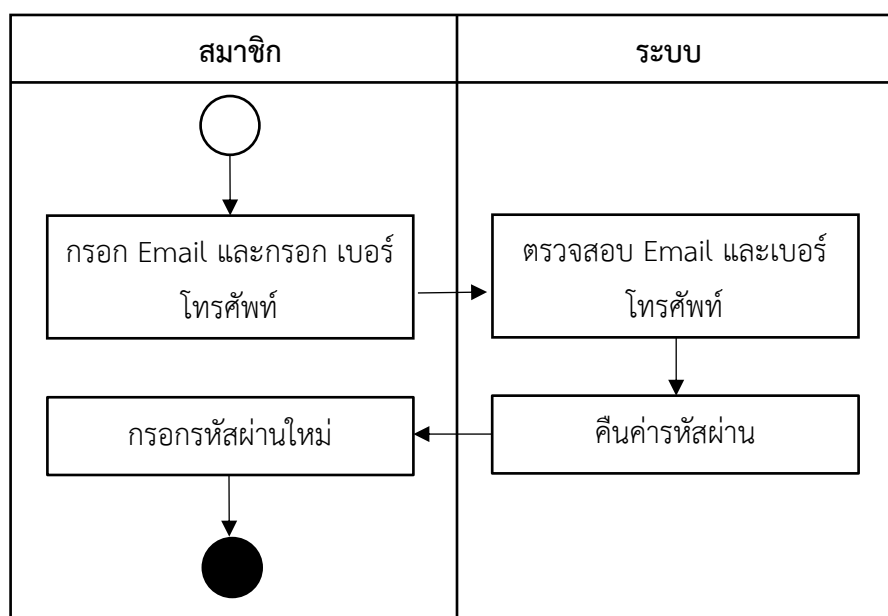 สมาชิก
ระบบ
กรอก Email และกรอก เบอร์
โทรศัพท์
ตรวจสอบ Email และเบอร์
โทรศัพท์
กรอกรหัสผ่านใหม่
คืนค่ารหัสผ่าน